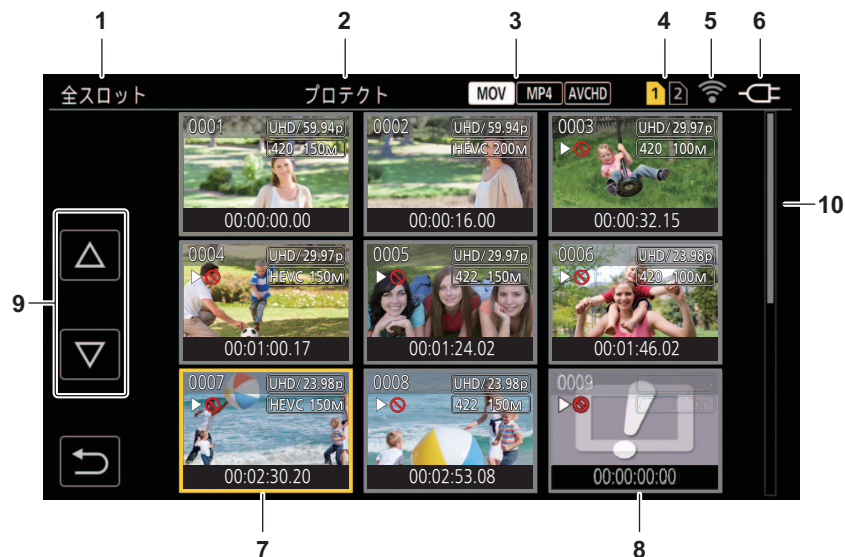 1 2 3 4 5 6
全スロット プロテクト MOV MP4 AVCHD 1 2
0001 UHD/59.94p 0002 UHD/59.94p 0003 UHD/29.97p
420 150M HEVC 200M 420 100M
00:00:00.00 00:00:16.00 00:00:32.15
10
0004 UHD/29.97p 0005 UHD/29.97p 0006 UHD/23.98p
HEVC 150M 422 150M 420 100M
9
00:01:00.17 00:01:24.02 00:01:46.02
0007 UHD/23.98p 0008 UHD/23.98p 0009 p
HEVC 150M 422 150M M
00:02:30.20 00:02:53.08 00:00:00:00
7 8